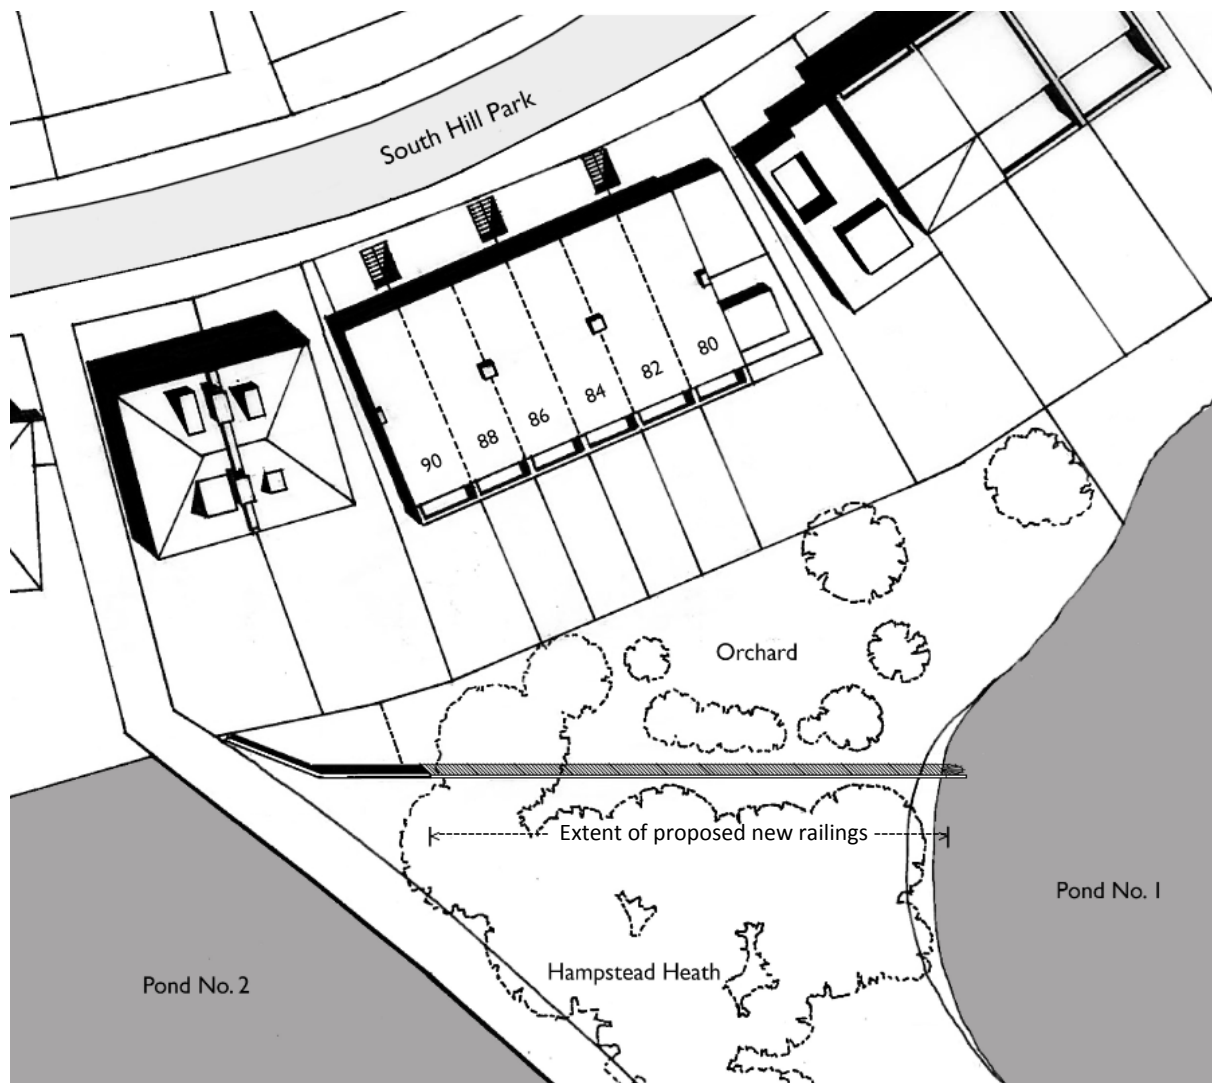 South Hill Park
80
82
84
86
88
90
Orchard
Extent of proposed new railings
Pond No. 1
Hampstead Heath
Pond No. 2